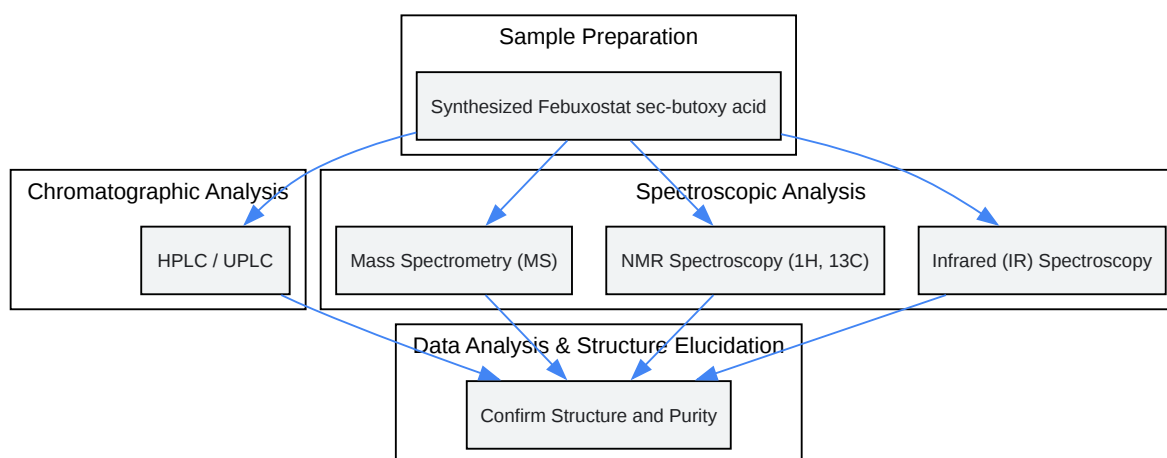 Sample Preparation
Synthesized Febuxostat sec-butoxy acid
Chromatographic Analysis
Spectroscopic Analysis
HPLC / UPLC
Mass Spectrometry (MS)
NMR Spectroscopy (1H, 13C)
Infrared (IR) Spectroscopy
Data Analysis & Structure Elucidation
Confirm Structure and Purity